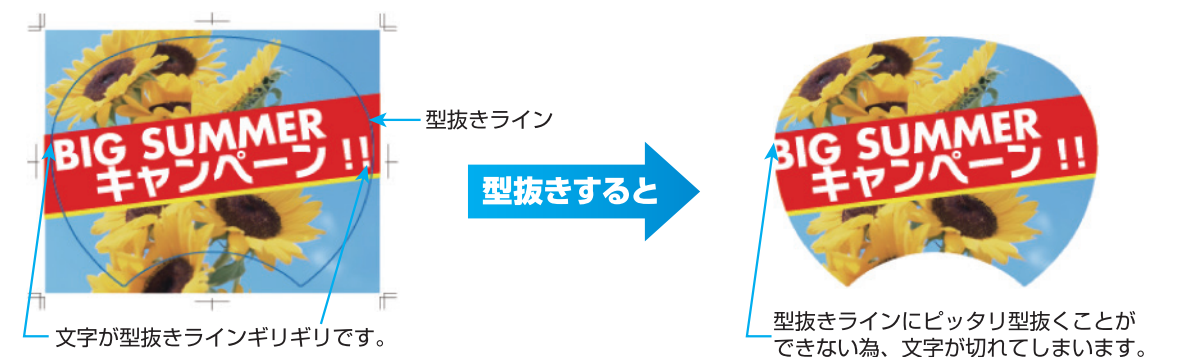 BIG SUMMER
キャンペーン !!
型抜きライン
文字が型抜きラインギリギリです。
型抜きすると
BIG SUMMER
キャンペーン !!
型抜きラインにピッタリ型抜くことが
できない為、文字が切れてしまいます。